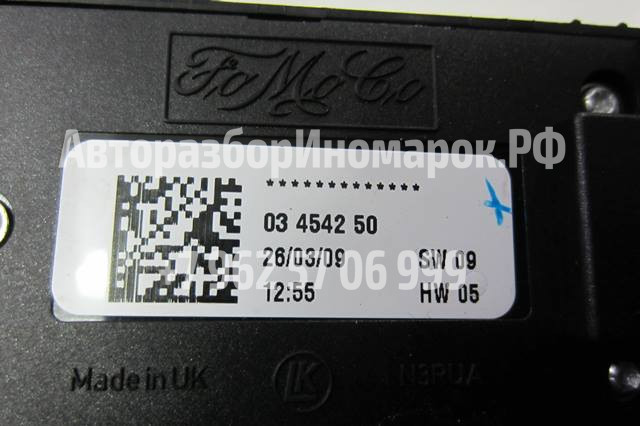 FoMoCo
АвторазборИномарок.РФ
*************
03 4542 50
26/03/09 SW 09
12:55 HW 05
Made in UK LK N3PUA